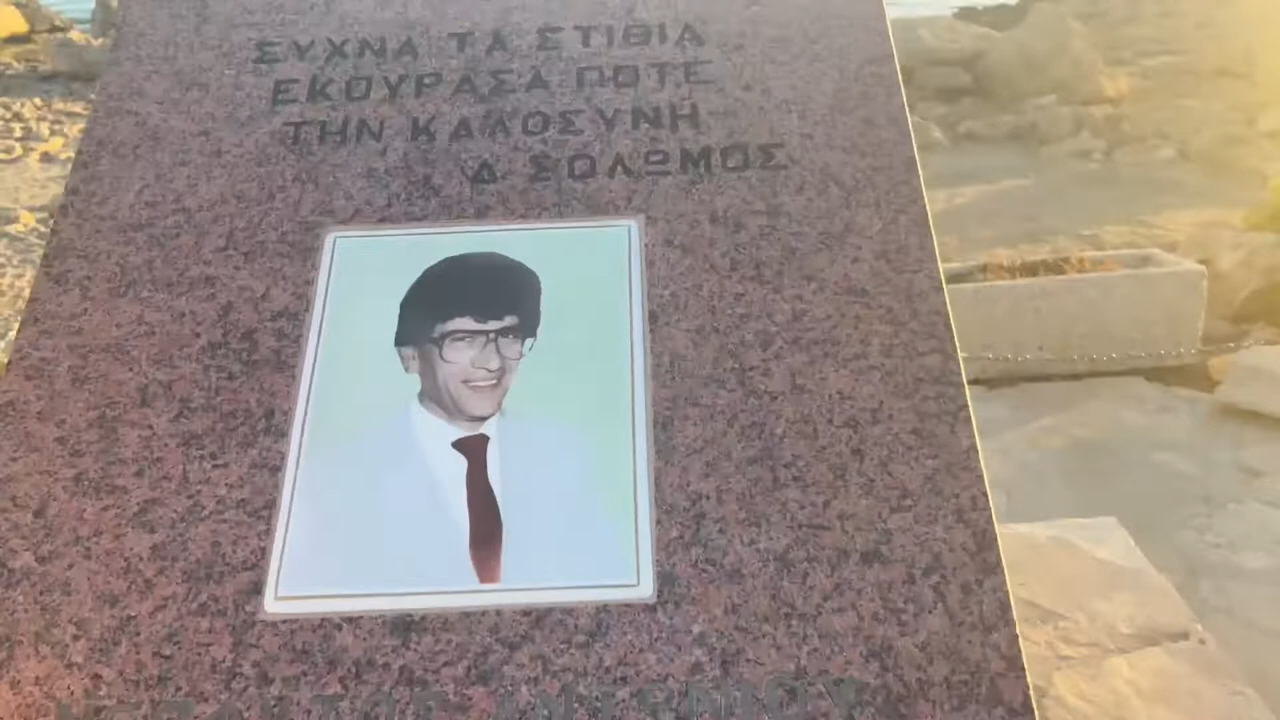 ΣΥΧΝΑ ΤΑ ΣΤΙΘΙΑ
ΕΚΟΥΡΑΣΑ ΠΟΤΕ
ΤΗΝ ΚΑΛΟΣΥΝΗ
Δ ΣΟΛΩΜΟΣ